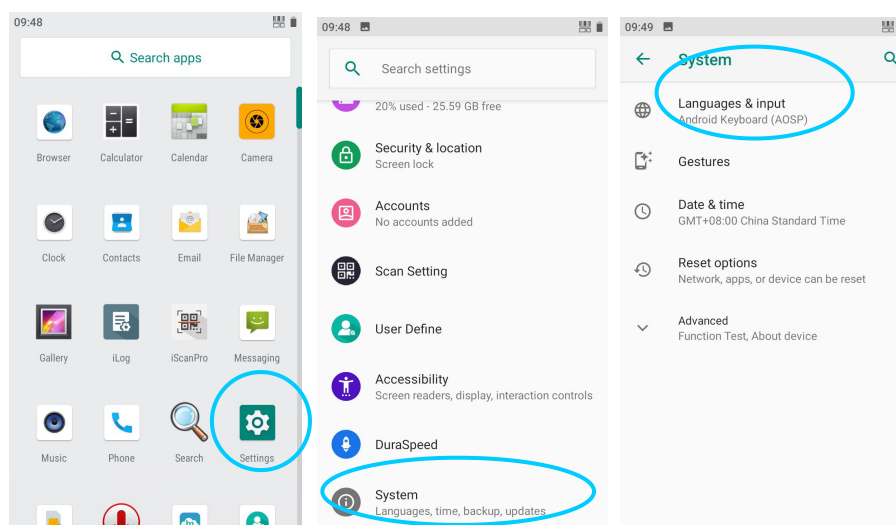 09:48
Search apps
Browser
Calculator
Calendar
Camera
Clock
Contacts
Email
File Manager
Gallery
iLog
iScanPro
Messaging
Music
Phone
Search
Settings
09:48
Search settings
20% used - 25.59 GB free
Security & location
Screen lock
Accounts
No accounts added
Scan Setting
User Define
Accessibility
Screen readers, display, interaction controls
DuraSpeed
System
Languages, time, backup, updates
09:49
System
Languages & input
Android Keyboard (AOSP)
Gestures
Date & time
GMT+08:00 China Standard Time
Reset options
Network, apps, or device can be reset
Advanced
Function Test, About device